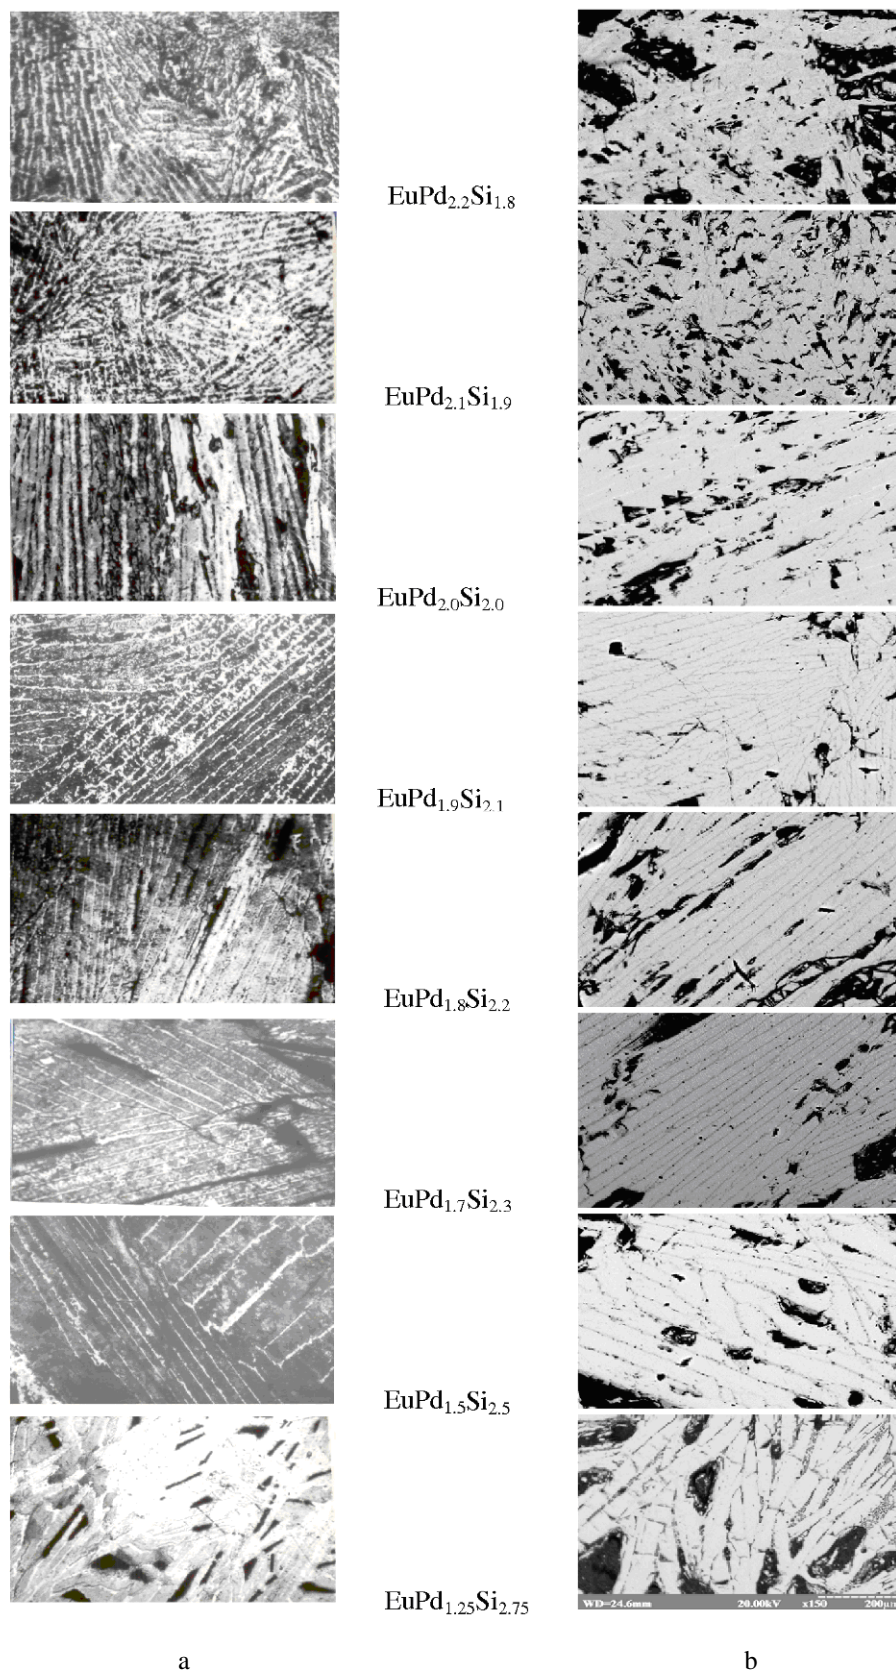 EuPd2.2Si1.8
EuPd2.1Si1.9
EuPd2.0Si2.0
EuPd1.9Si2.1
EuPd1.8Si2.2
EuPd1.7Si2.3
EuPd1.5Si2.5
EuPd1.25Si2.75
WD=24.6mm 20.00kV x150 200µm
a b